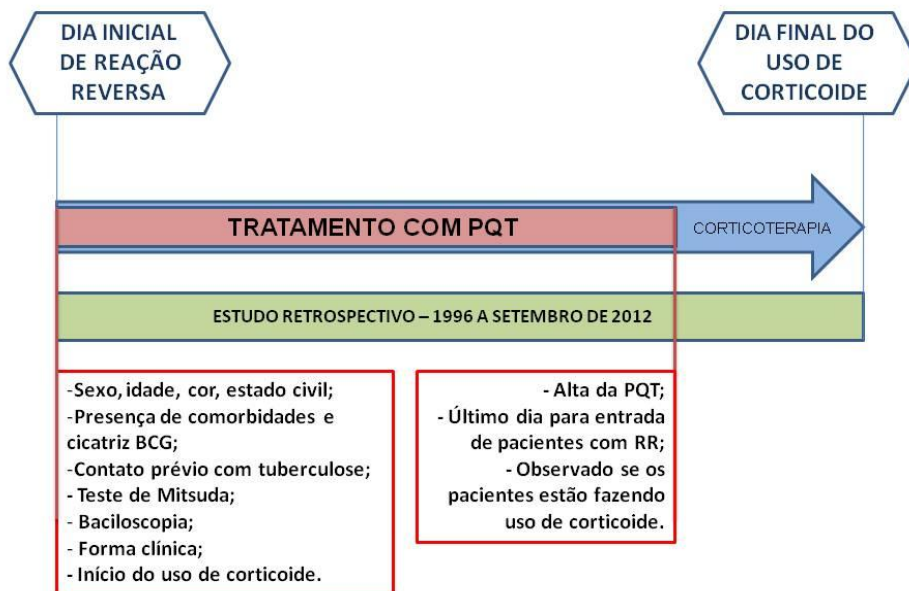 DIA INICIAL
DE REAÇÃO
REVERSA
DIA FINAL DO
USO DE
CORTICOIDE
TRATAMENTO COM PQT
CORTICOTERAPIA
ESTUDO RETROSPECTIVO – 1996 A SETEMBRO DE 2012
-Sexo, idade, cor, estado civil;
-Presença de comorbidades e
cicatriz BCG;
-Contato prévio com tuberculose;
- Teste de Mitsuda;
- Baciloscopia;
- Forma clínica;
- Início do uso de corticoide.
- Alta da PQT;
- Último dia para entrada
de pacientes com RR;
- Observado se os
pacientes estão fazendo
uso de corticoide.